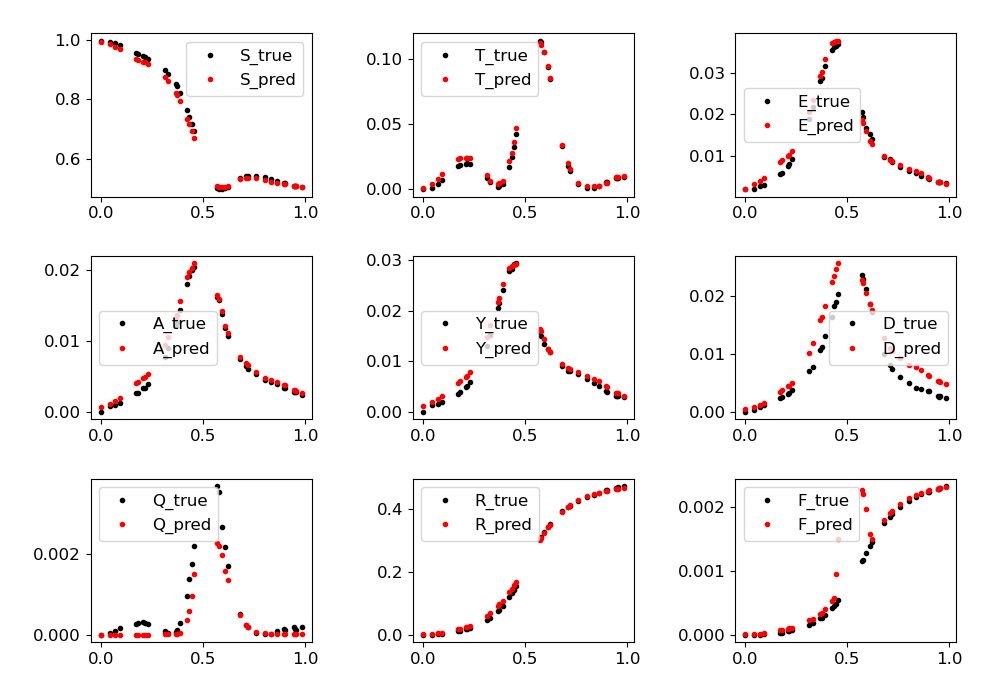 1.0
0.8
0.6
0.0 0.5 1.0
S_true
S_pred
0.10
0.05
0.00
0.0 0.5 1.0
T_true
T_pred
0.03
0.02
0.01
0.0 0.5 1.0
E_true
E_pred
0.02
0.01
0.00
0.0 0.5 1.0
A_true
A_pred
0.03
0.02
0.01
0.00
0.0 0.5 1.0
Y_true
Y_pred
0.02
0.01
0.00
0.0 0.5 1.0
D_true
D_pred
0.002
0.000
0.0 0.5 1.0
Q_true
Q_pred
0.4
0.2
0.0
0.0 0.5 1.0
R_true
R_pred
0.002
0.001
0.000
0.0 0.5 1.0
F_true
F_pred